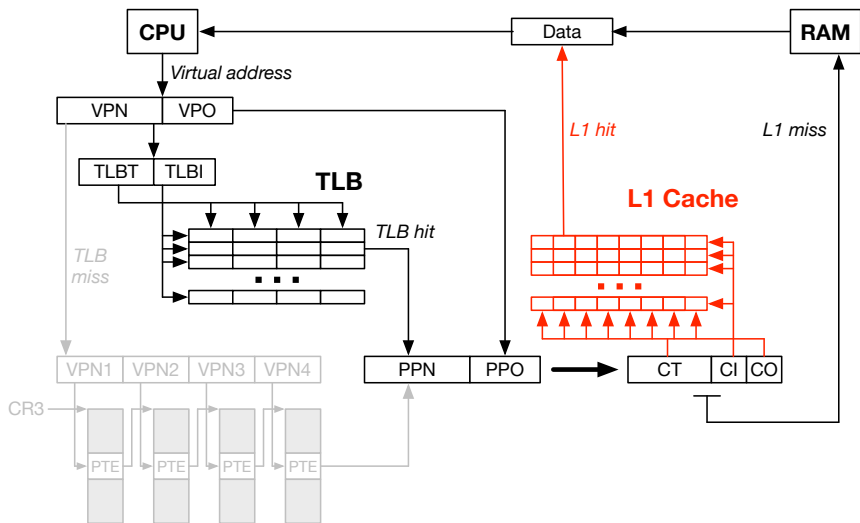 CPU
Data
RAM
Virtual address
VPN VPO
L1 hit
L1 miss
TLBT TLBI
TLB
L1 Cache
TLB hit
TLB
miss
. . .
. . .
VPN1 VPN2 VPN3 VPN4
PPN PPO
CT CI CO
CR3
PTE PTE PTE PTE